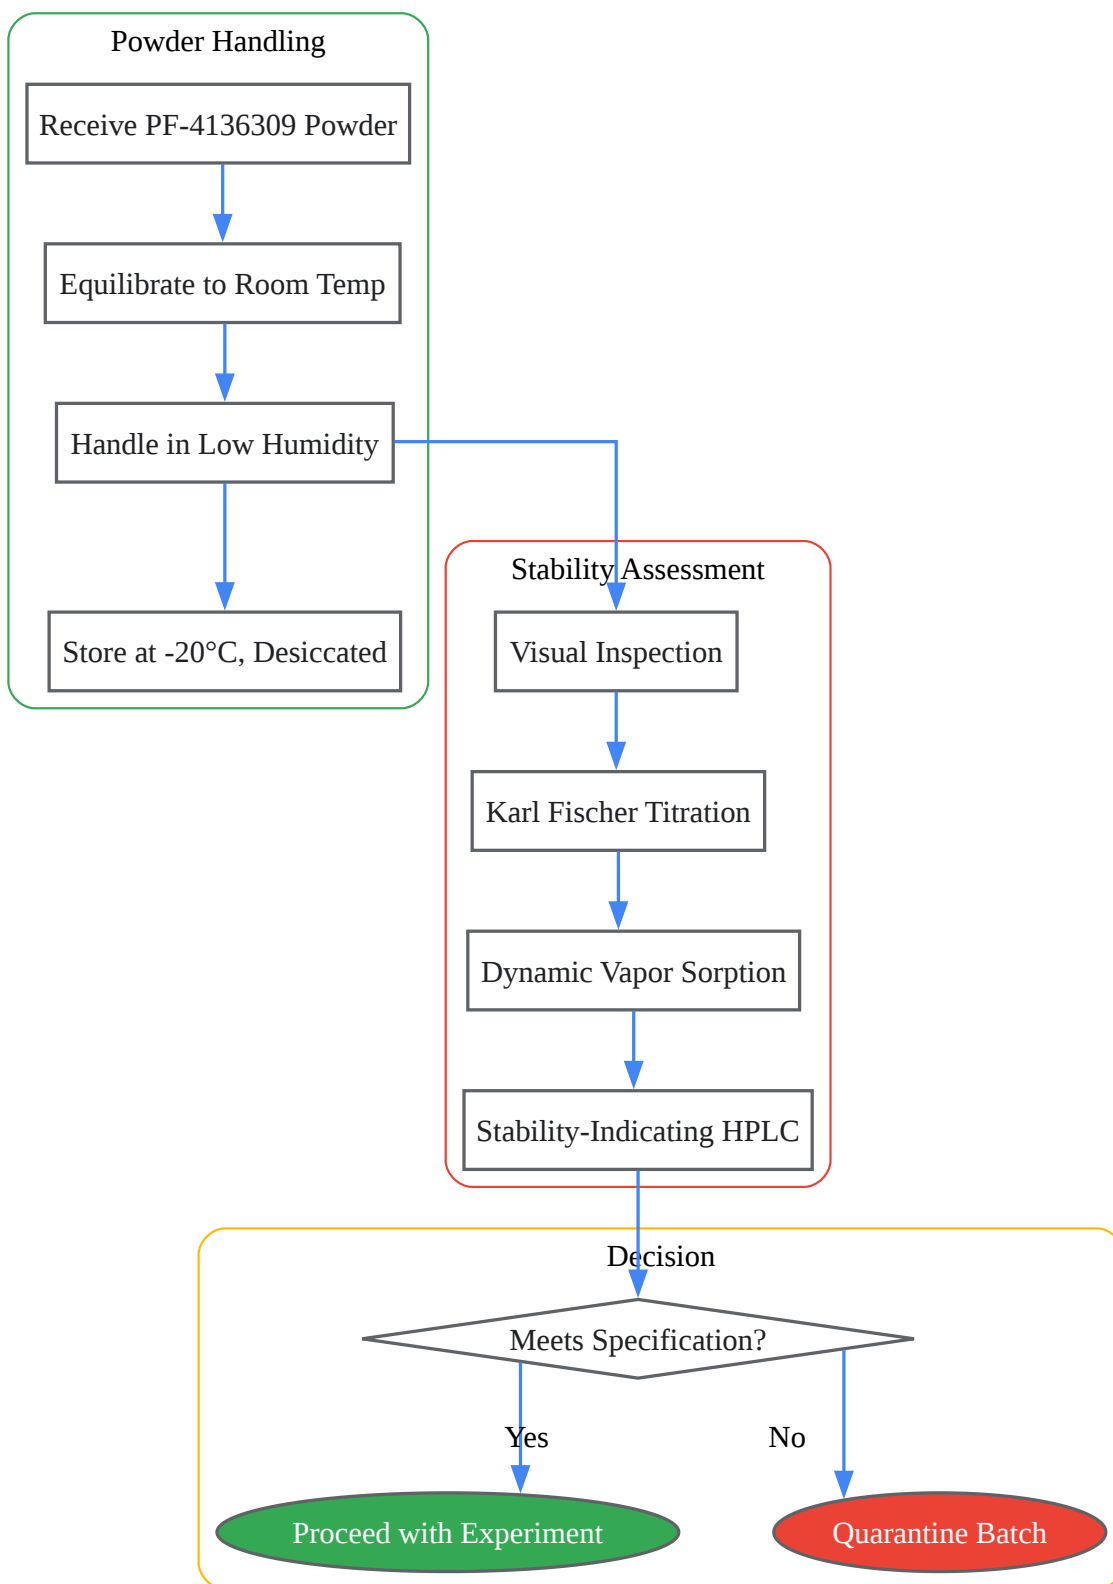 Powder Handling
Receive PF-4136309 Powder
Equilibrate to Room Temp
Handle in Low Humidity
Store at -20°C, Desiccated
Stability Assessment
Visual Inspection
Karl Fischer Titration
Dynamic Vapor Sorption
Stability-Indicating HPLC
Decision
Meets Specification?
Yes
No
Proceed with Experiment
Quarantine Batch